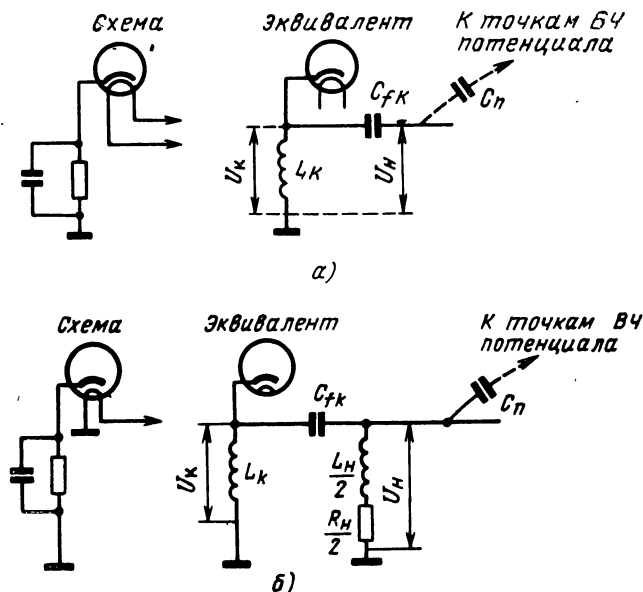 Схема
Эквивалент
К точкам БЧ
потенциала
Cfк
Cп
Uк
Lк
Uн
а)
Схема
Эквивалент
К точкам ВЧ
потенциала
Cfк
Cп
Uк
Lк
Lн
2
Rн
2
Uн
б)